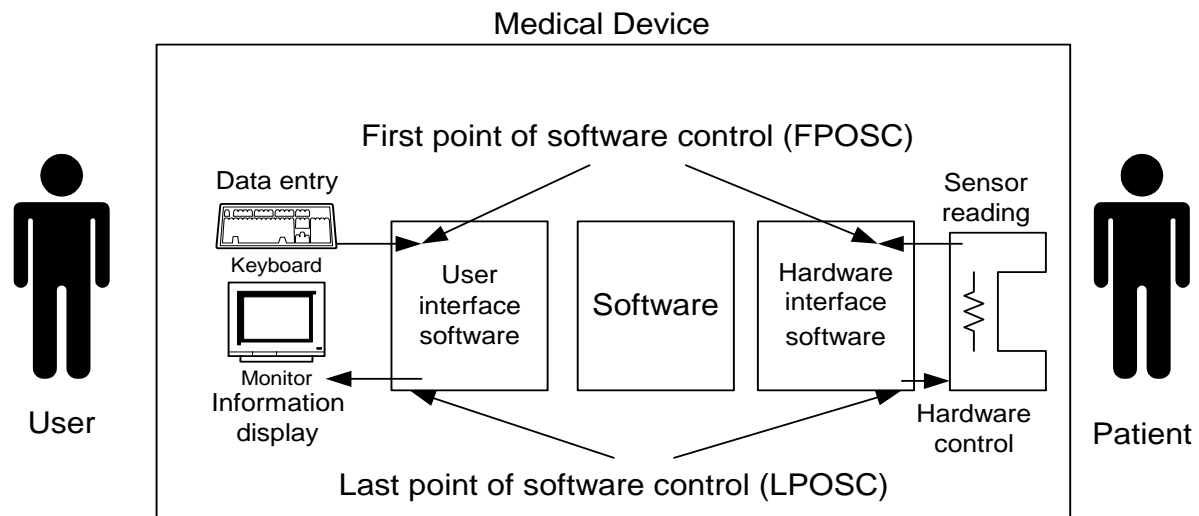 Medical Device
First point of software control (FPOSC)
Data entry
Keyboard
Monitor
Information
display
User
interface
software
Software
Hardware
interface
software
Sensor
reading
Hardware
control
User
Patient
Last point of software control (LPOSC)